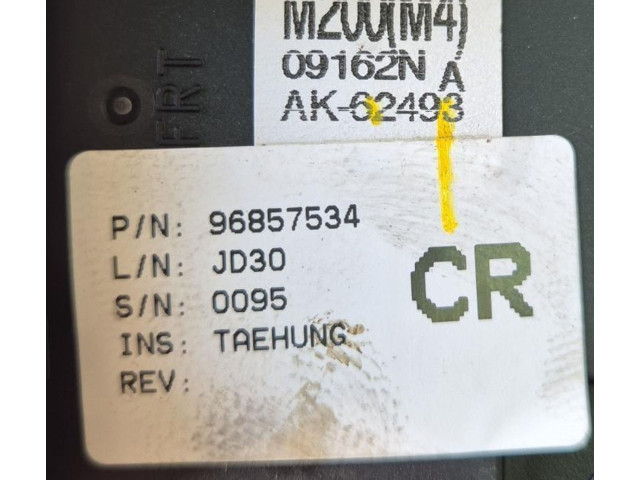 M200(M4)
09162N A
AK-62493
FRT
P/N: 96857534
L/N: JD30
S/N: 0095
INS: TAEHUNG
REV:
CR